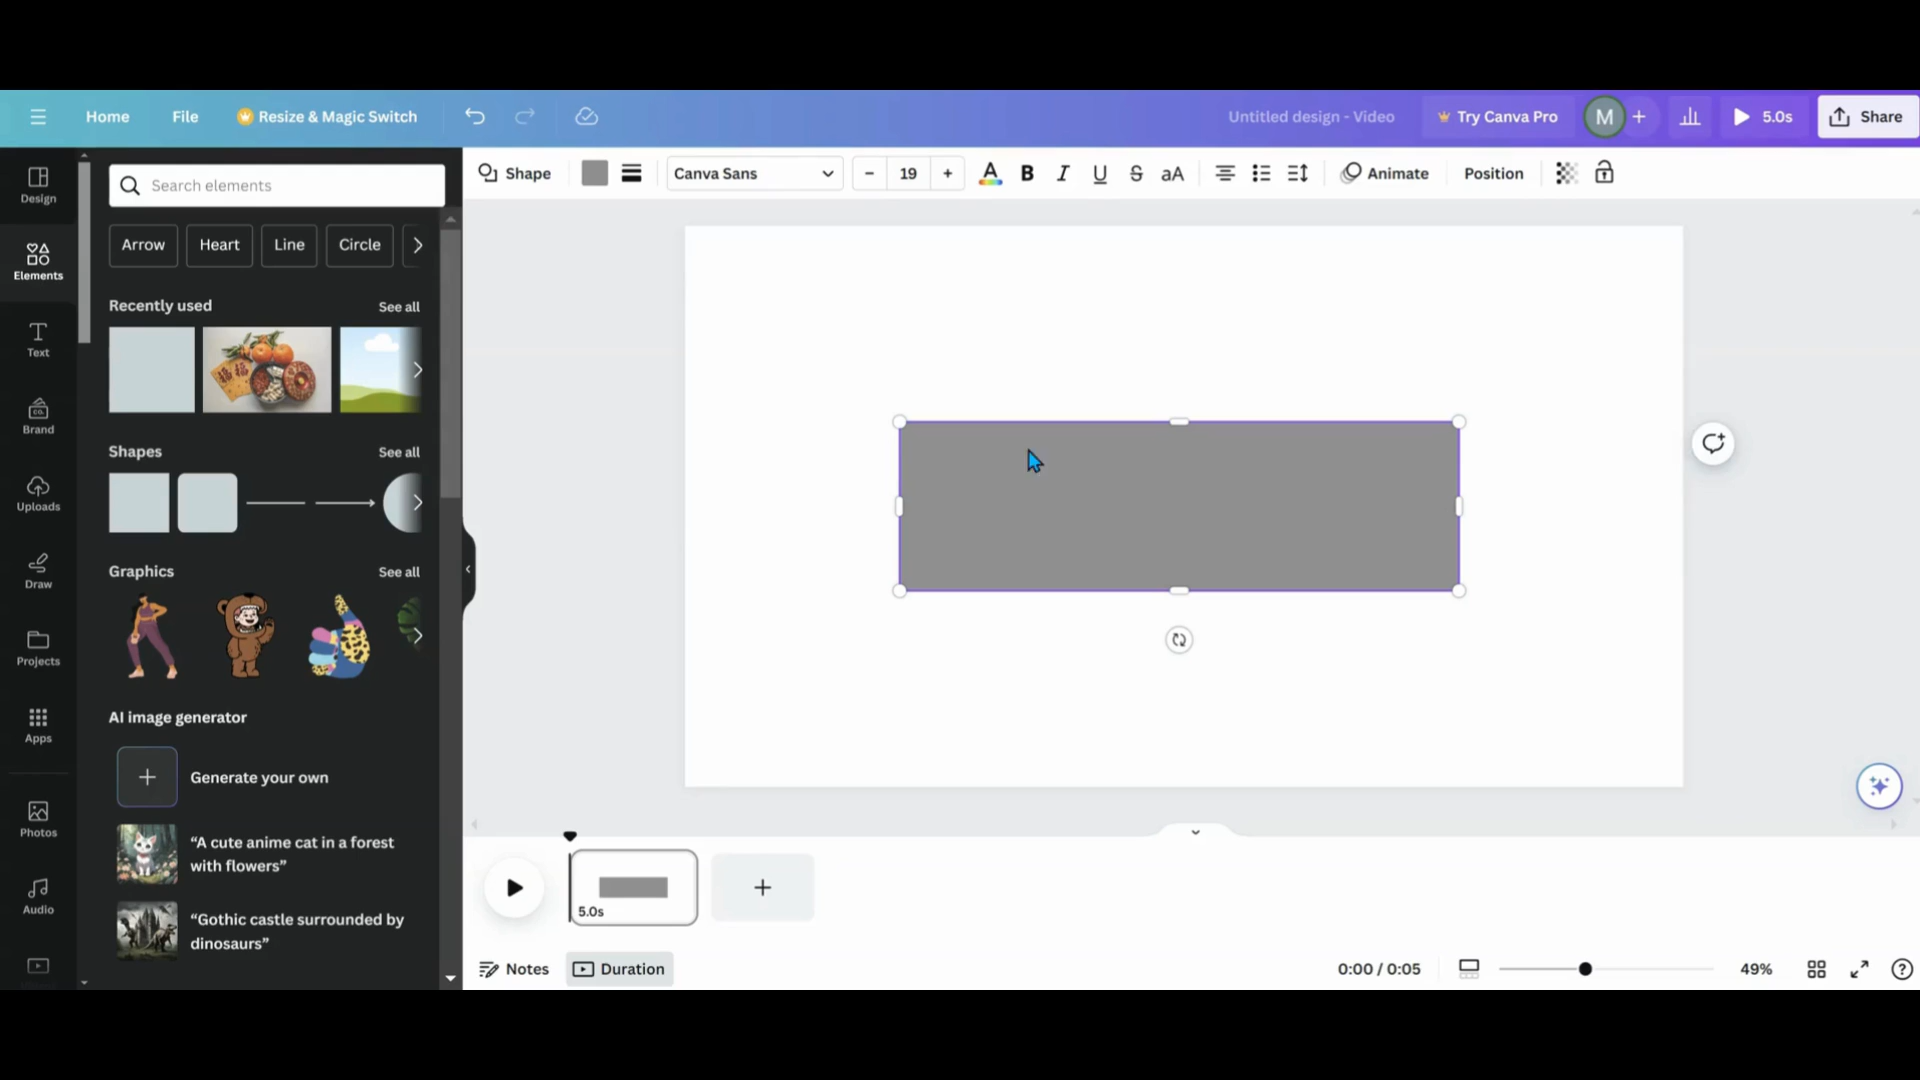 Home
File
Resize & Magic Switch
Untitled design - Video
Try Canva Pro
M
5.0s
Share
Design
Elements
Text
Brand
CO.
Uploads
Draw
Projects
Apps
Photos
Audio
Search elements
Arrow
Heart
Line
Circle
Recently used
See all
Shapes
See all
Graphics
See all
AI image generator
Generate your own
“A cute anime cat in a forest
with flowers”
“Gothic castle surrounded by
dinosaurs”
Shape
Canva Sans
19
A
B
I
U
S
aA
Animate
Position
5.0s
Notes
Duration
0:00 / 0:05
49%